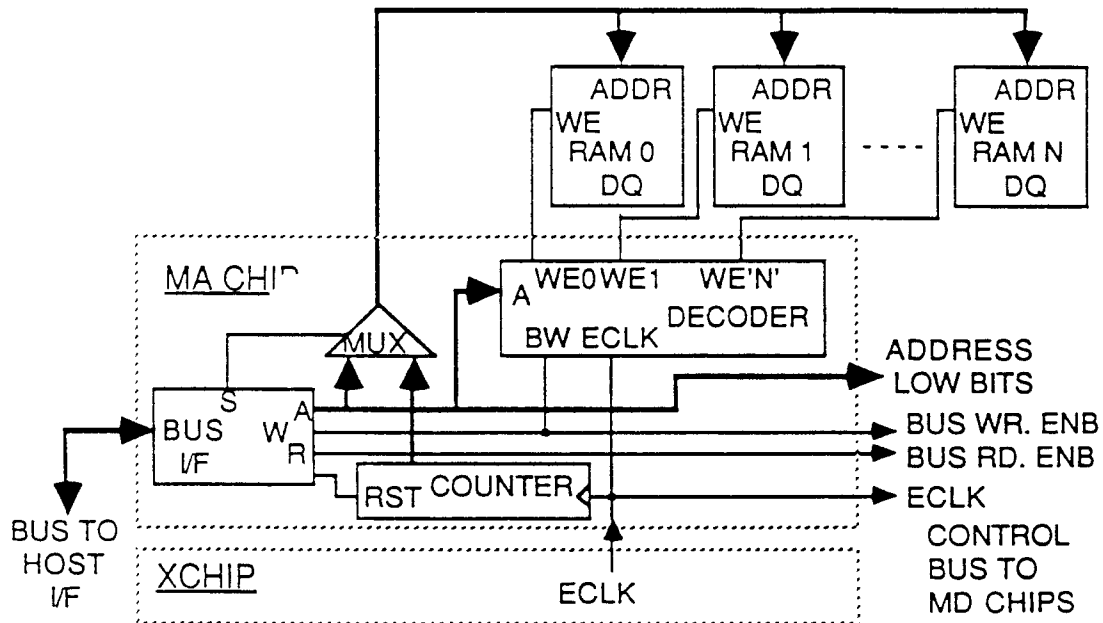 ADDR
WE
RAM 0
DQ
ADDR
WE
RAM 1
DQ
ADDR
WE
RAM N
DQ
MA CHIP
A
WE0 WE1 WE'N'
DECODER
BW ECLK
MUX
S
BUS
I/F
A
W
R
RST COUNTER
ADDRESS
LOW BITS
BUS WR. ENB
BUS RD. ENB
ECLK
CONTROL
BUS TO
MD CHIPS
BUS TO
HOST
I/F
XCHIP
ECLK